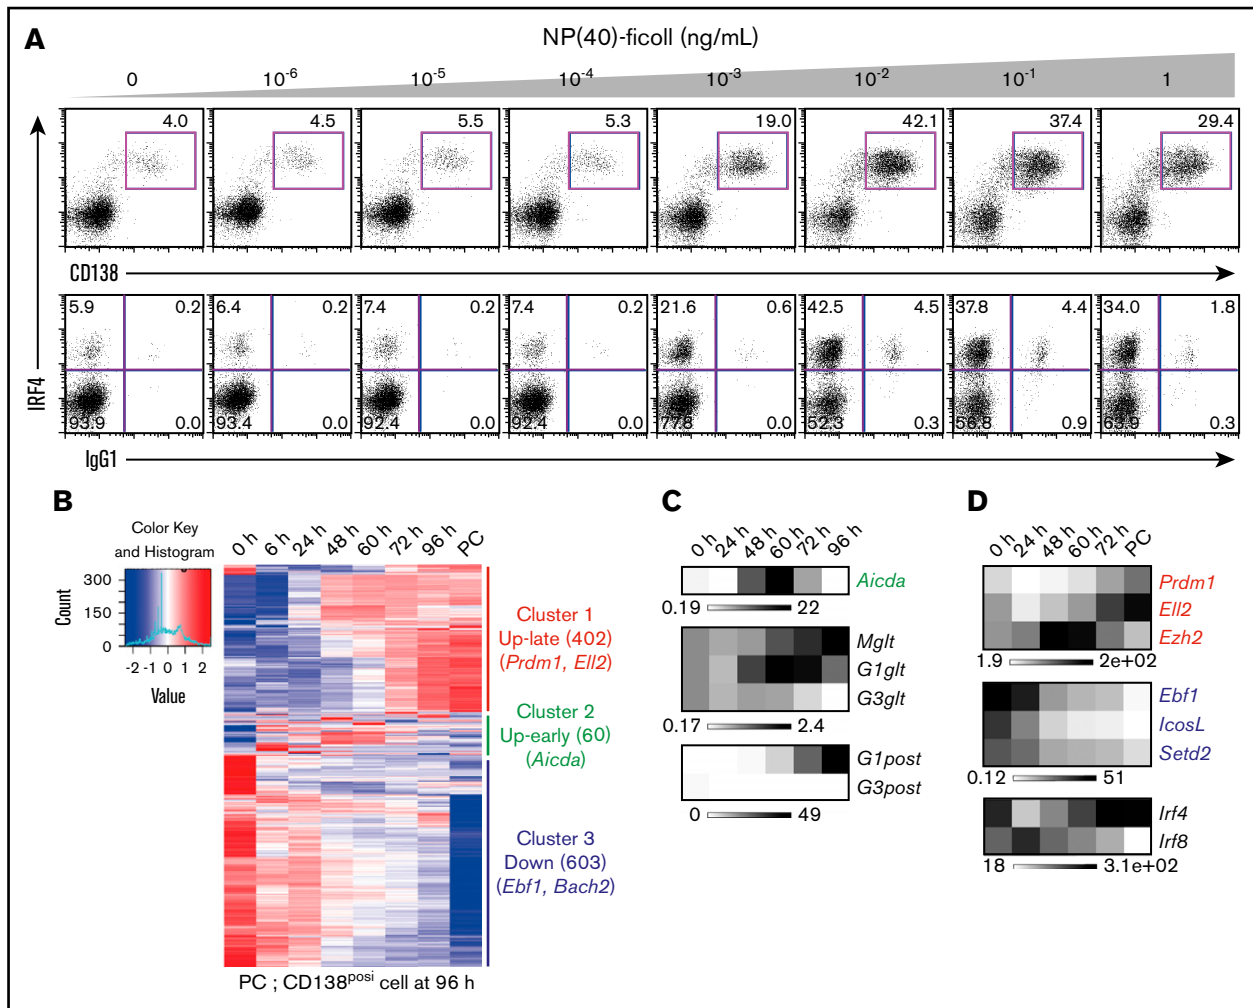 A
NP(40)-ficoll (ng/mL)
0 10-6 10-5 10-4 10-3 10-2 10-1 1
4.0 4.5 5.5 5.3 19.0 42.1 37.4 29.4
CD138
5.9 0.2 6.4 0.2 7.4 0.2 7.4 0.2 21.6 0.6 42.5 4.5 37.8 4.4 34.0 1.8
93.9 0.0 93.4 0.0 92.4 0.0 92.4 0.0 77.8 0.0 52.3 0.3 56.8 0.9 63.9 0.3
IRF4
IgG1
B
Color Key
and Histogram
Count
300
150
0
-2 -1 0 1 2
Value
0 h 6 h 24 h 48 h 60 h 72 h 96 h PC
Cluster 1
Up-late (402)
(Prdm1, Ell2)
Cluster 2
Up-early (60)
(Aicda)
Cluster 3
Down (603)
(Ebf1, Bach2)
PC ; CD138posi cell at 96 h
C
0 h 24 h 48 h 60 h 72 h 96 h
Aicda
0.19 22
Mglt
G1glt
G3glt
0.17 2.4
G1post
G3post
0 49
D
0 h 24 h 48 h 60 h 72 h PC
Prdm1
Ell2
Ezh2
1.9 2e+02
Ebf1
IcosL
Setd2
0.12 51
Irf4
Irf8
18 3.1e+02